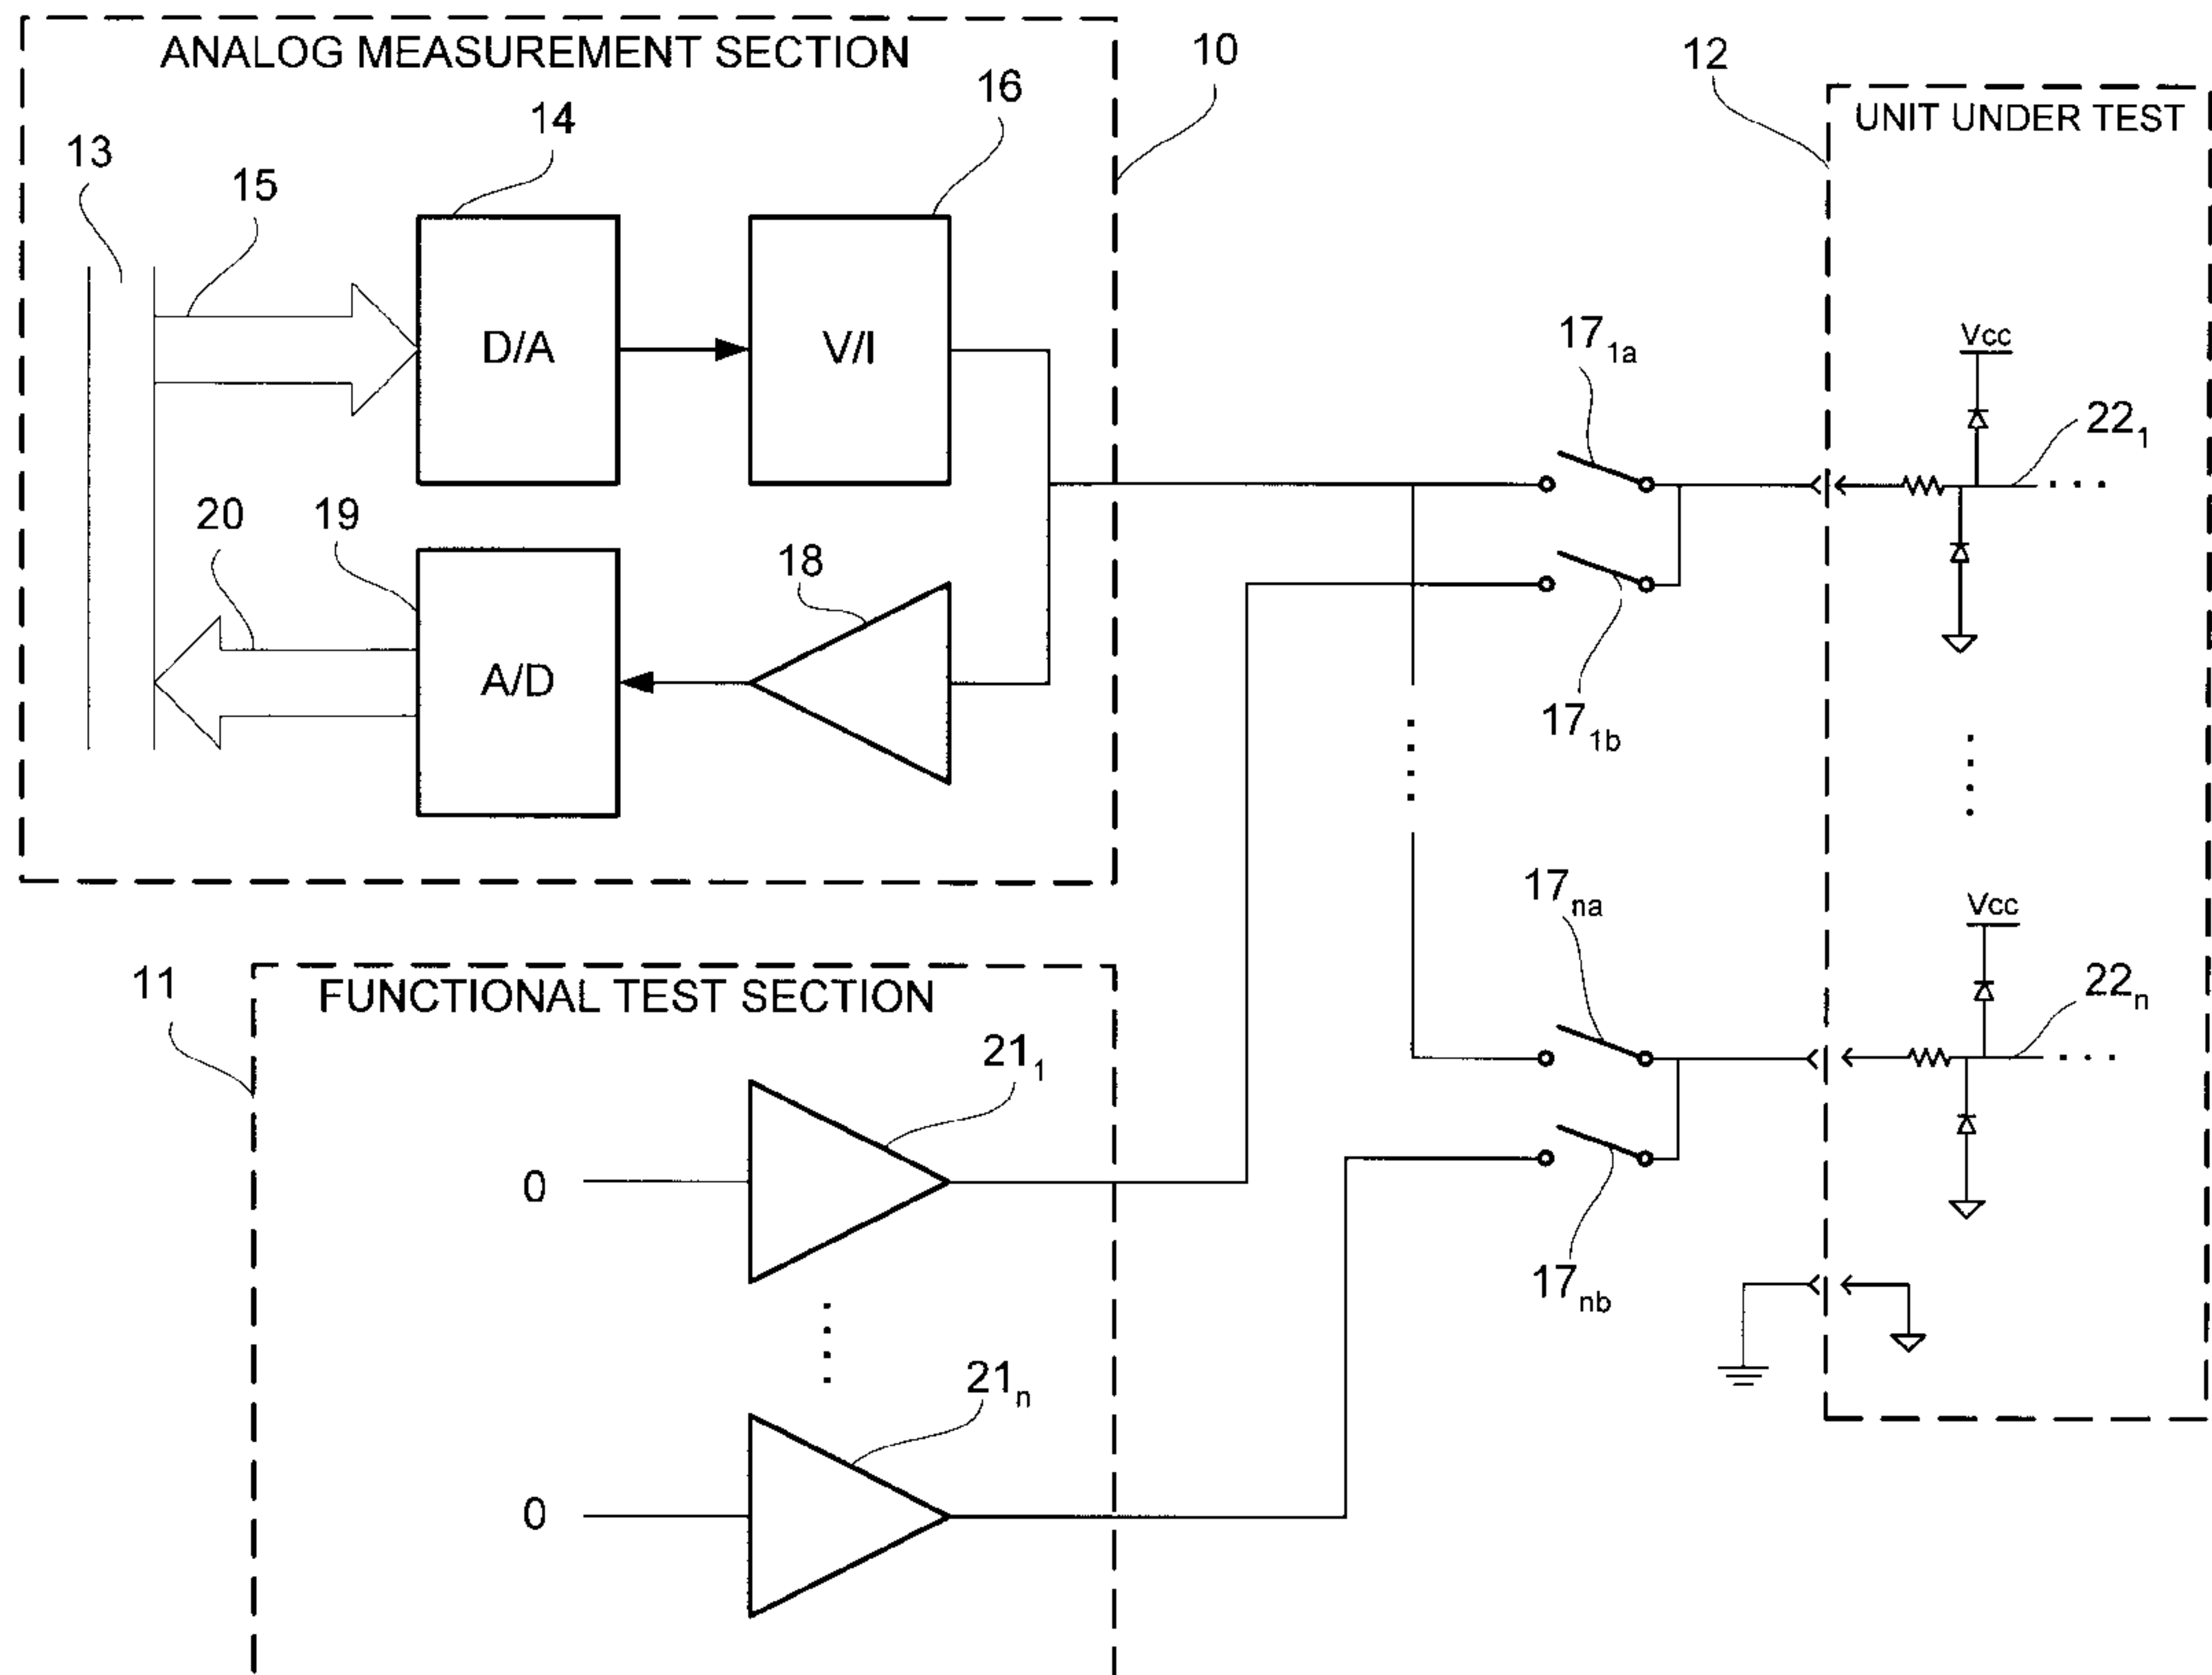 ANALOG MEASUREMENT SECTION
10
12
UNIT UNDER TEST
16
14
13
15
D/A
V/I
17 1a
Vcc
22 1
20
19
18
A/D
17 1b
17 na
Vcc
11
FUNCTIONAL TEST SECTION
22 n
21 1
0
17 nb
21 n
0